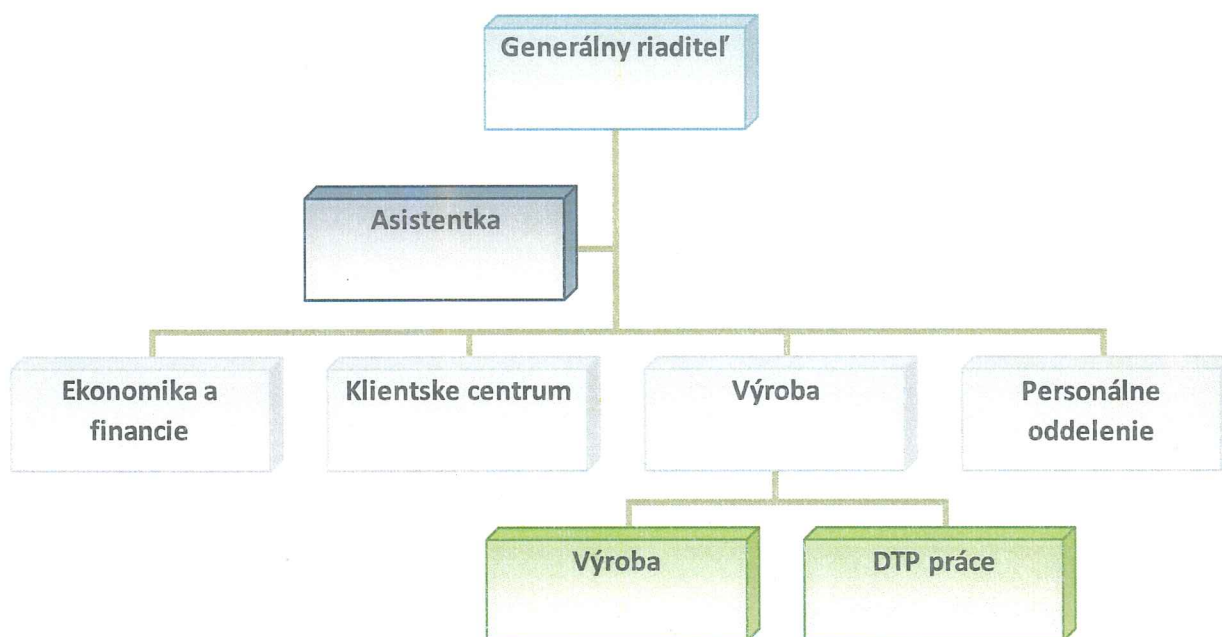 Generálny riaditeľ
Asistentka
Ekonomika a
financie
Klientske centrum
Výroba
Personálne
oddelenie
Výroba
DTP práce